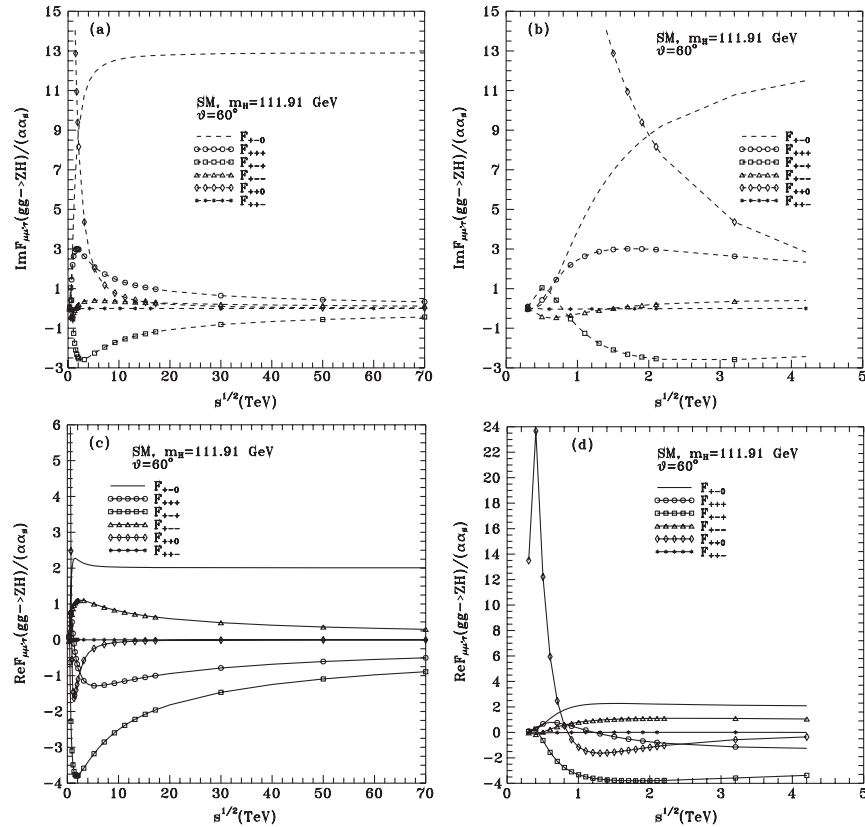 (a)
SM, m_H=111.91 GeV
ϑ=60°
F_{+-0}
F_{+++}
F_{+-+}
F_{+--}
F_{++0}
F_{++-}
ImF_{μμ'τ}(gg->ZH)/(αα_s)
15
13
11
9
7
5
3
1
-1
-3
0 10 20 30 40 50 60 70
s^{1/2}(TeV)
(b)
SM, m_H=111.91 GeV
ϑ=60°
F_{+-0}
F_{+++}
F_{+-+}
F_{+--}
F_{++0}
F_{++-}
ImF_{μμ'τ}(gg->ZH)/(αα_s)
15
13
11
9
7
5
3
1
-1
-3
0 1 2 3 4 5
s^{1/2}(TeV)
(c)
SM, m_H=111.91 GeV
ϑ=60°
F_{+-0}
F_{+++}
F_{+-+}
F_{+--}
F_{++0}
F_{++-}
ReF_{μμ'τ}(gg->ZH)/(αα_s)
6
5
4
3
2
1
0
-1
-2
-3
-4
0 10 20 30 40 50 60 70
s^{1/2}(TeV)
(d)
SM, m_H=111.91 GeV
ϑ=60°
F_{+-0}
F_{+++}
F_{+-+}
F_{+--}
F_{++0}
F_{++-}
ReF_{μμ'τ}(gg->ZH)/(αα_s)
24
22
20
18
16
14
12
10
8
6
4
2
0
-2
-4
0 1 2 3 4 5
s^{1/2}(TeV)